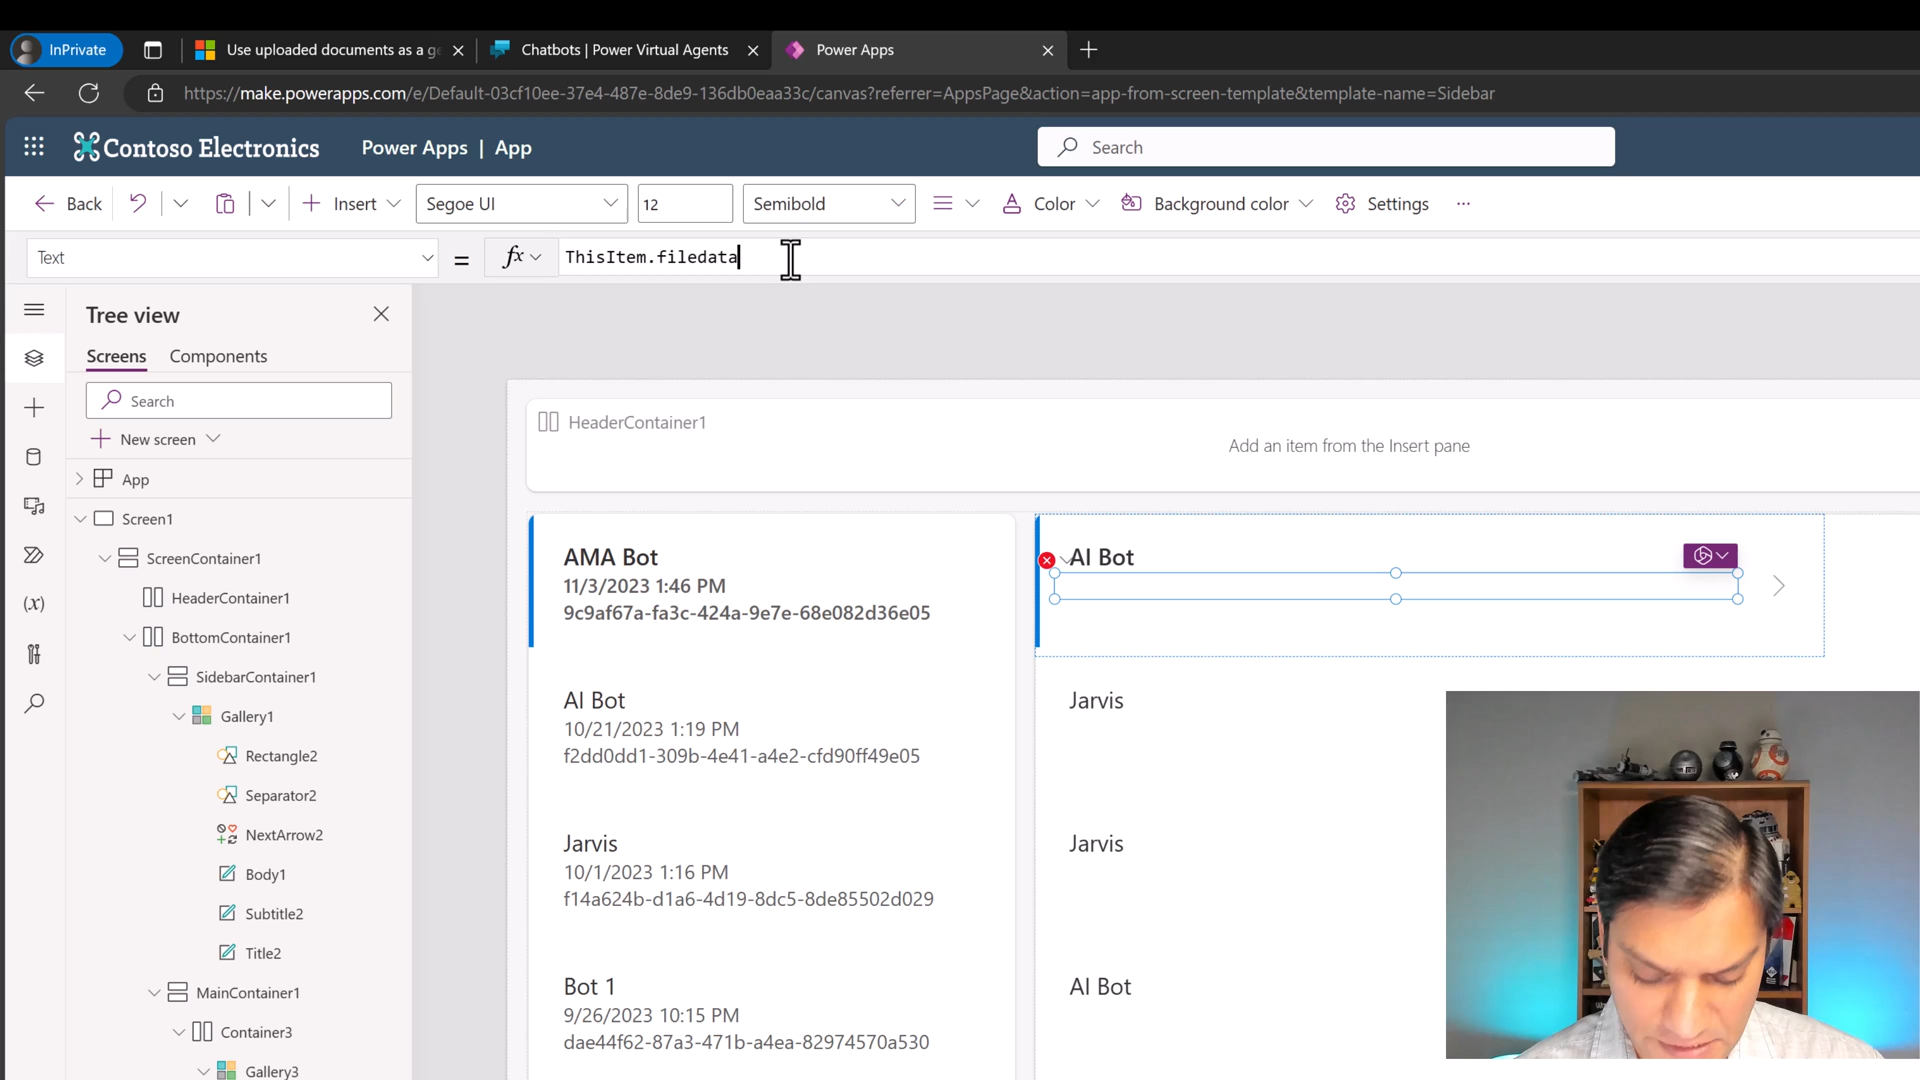 InPrivate
Use uploaded documents as a ge
Chatbots | Power Virtual Agents
Power Apps
https://make.powerapps.com/e/Default-03cf10ee-37e4-487e-8de9-136db0eaa33c/canvas?referrer=AppsPage&action=app-from-screen-template&template-name=Sidebar
Contoso Electronics
Power Apps | App
Search
Back
Insert
Segoe UI
12
Semibold
Color
Background color
Settings
...
Text
=
fx
ThisItem.filedata
Tree view
Screens
Components
Search
New screen
App
Screen1
ScreenContainer1
HeaderContainer1
BottomContainer1
SidebarContainer1
Gallery1
Rectangle2
Separator2
NextArrow2
Body1
Subtitle2
Title2
MainContainer1
Container3
Gallery3
(x)
HeaderContainer1
Add an item from the Insert pane
AMA Bot
11/3/2023 1:46 PM
9c9af67a-fa3c-424a-9e7e-68e082d36e05
AI Bot
10/21/2023 1:19 PM
f2dd0dd1-309b-4e41-a4e2-cfd90ff49e05
Jarvis
10/1/2023 1:16 PM
f14a624b-d1a6-4d19-8dc5-8de85502d029
Bot 1
9/26/2023 10:15 PM
dae44f62-87a3-471b-a4ea-82974570a530
AI Bot
Jarvis
Jarvis
AI Bot